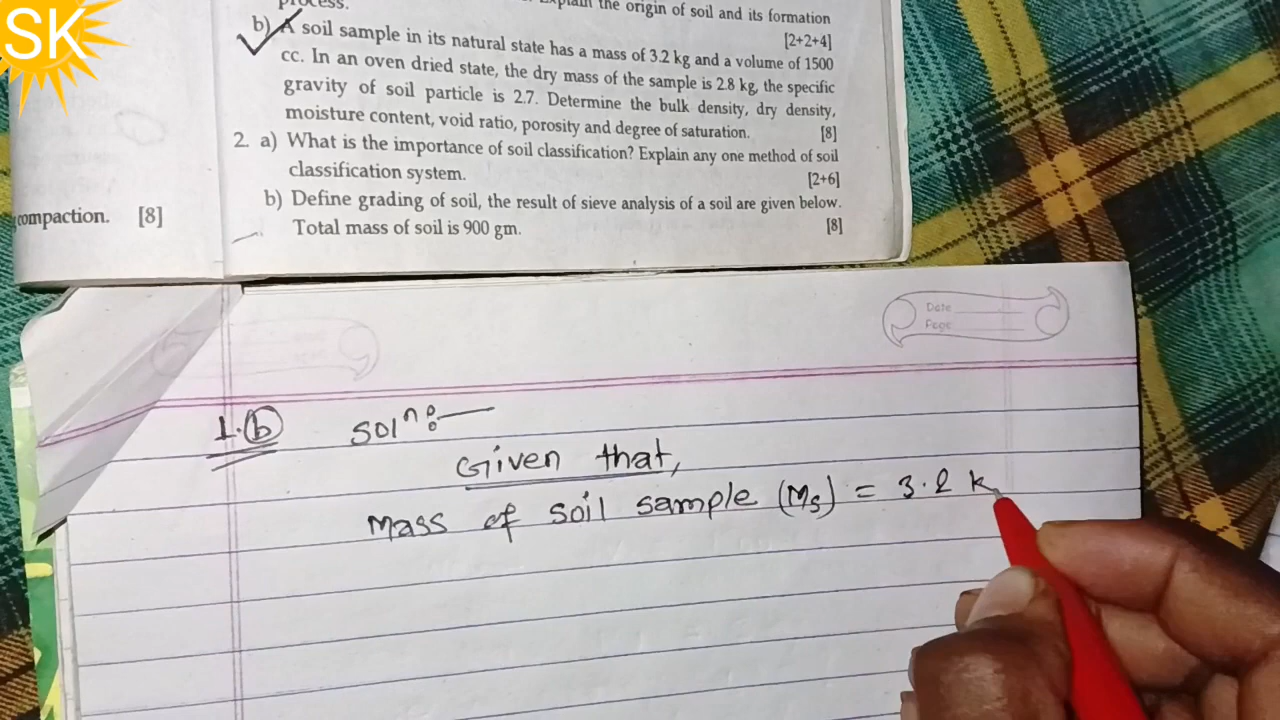 SK
process.
Explain the origin of soil and its formation
[2+2+4]
b) A soil sample in its natural state has a mass of 3.2 kg and a volume of 1500
cc. In an oven dried state, the dry mass of the sample is 2.8 kg, the specific
gravity of soil particle is 2.7. Determine the bulk density, dry density,
moisture content, void ratio, porosity and degree of saturation. [8]
2. a) What is the importance of soil classification? Explain any one method of soil
classification system. [2+6]
b) Define grading of soil, the result of sieve analysis of a soil are given below.
Total mass of soil is 900 gm. [8]
compaction. [8]
Date
Page
1.(b) Solⁿ:—
Given that,
Mass of soil sample (Ms) = 3.2 k